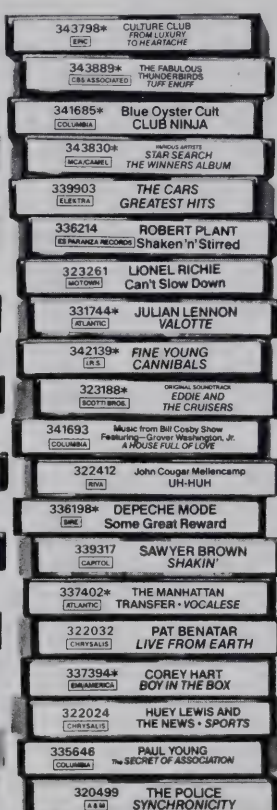 343798* CULTURE CLUB
EPIC FROM LUXURY
TO HEARTACHE
343889* THE FABULOUS
CBS ASSOCIATED THUNDERBIRDS
TUFF ENUFF
341685* Blue Oyster Cult
COLUMBIA CLUB NINJA
343830* VARIOUS ARTISTS
MCA/CAMEL STAR SEARCH
THE WINNERS ALBUM
339903 THE CARS
ELEKTRA GREATEST HITS
336214 ROBERT PLANT
ES PARANZA RECORDS Shaken 'n' Stirred
323261 LIONEL RICHIE
MOTOWN Can't Slow Down
331744* JULIAN LENNON
ATLANTIC VALOTTE
342139* FINE YOUNG
I.R.S. CANNIBALS
323188* ORIGINAL SOUNDTRACK
SCOTTI BROS. EDDIE AND
THE CRUISERS
341693 Music from Bill Cosby Show
COLUMBIA Featuring—Grover Washington, Jr.
A HOUSE FULL OF LOVE
322412 John Cougar Mellencamp
RIVA UH-HUH
336198* DEPECHE MODE
SIRE Some Great Reward
339317 SAWYER BROWN
CAPITOL SHAKIN'
337402* THE MANHATTAN
ATLANTIC TRANSFER • VOCALESE
322032 PAT BENATAR
CHRYSALIS LIVE FROM EARTH
337394* COREY HART
EMI/AMERICA BOY IN THE BOX
322024 HUEY LEWIS AND
CHRYSALIS THE NEWS • SPORTS
335646 PAUL YOUNG
COLUMBIA The SECRET OF ASSOCIATION
320499 THE POLICE
A&M SYNCHRONICITY